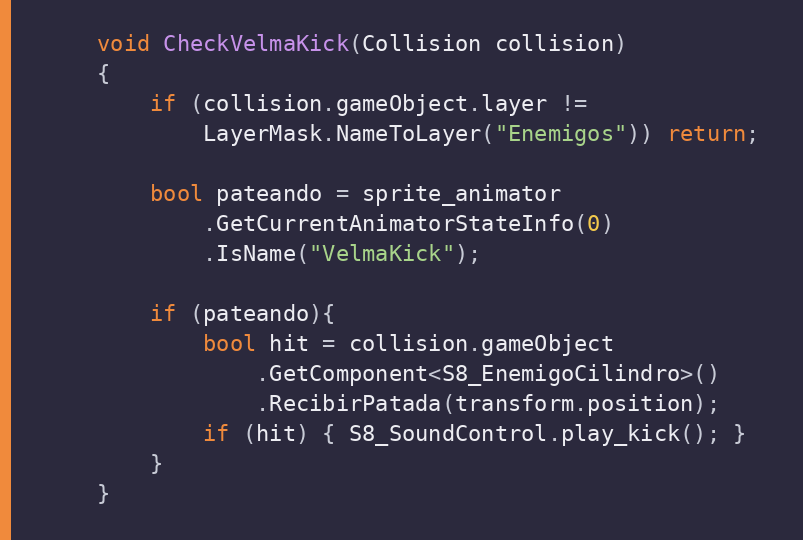 void CheckVelmaKick(Collision collision)
{
    if (collision.gameObject.layer !=
        LayerMask.NameToLayer("Enemigos")) return;

    bool pateando = sprite_animator
        .GetCurrentAnimatorStateInfo(0)
        .IsName("VelmaKick");

    if (pateando){
        bool hit = collision.gameObject
            .GetComponent<S8_EnemigoCilindro>()
            .RecibirPatada(transform.position);
        if (hit) { S8_SoundControl.play_kick(); }
    }
}